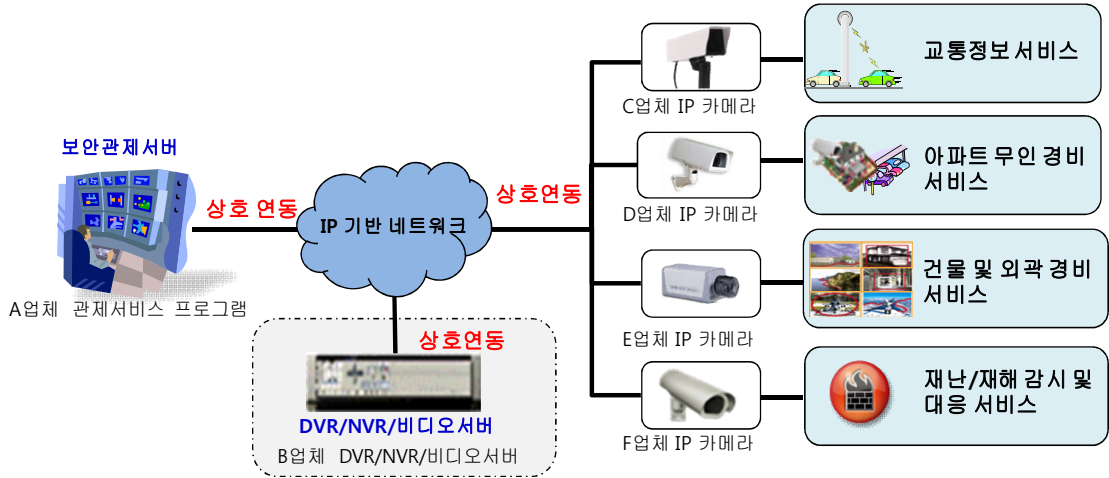 보안관제서버
상호 연동
A업체 관제서비스 프로그램
IP 기반 네트워크
상호연동
상호연동
DVR/NVR/비디오서버
B업체 DVR/NVR/비디오서버
C업체 IP 카메라
교통정보 서비스
D업체 IP 카메라
아파트 무인 경비
서비스
E업체 IP 카메라
건물 및 외곽 경비
서비스
F업체 IP 카메라
재난/재해 감시 및
대응 서비스